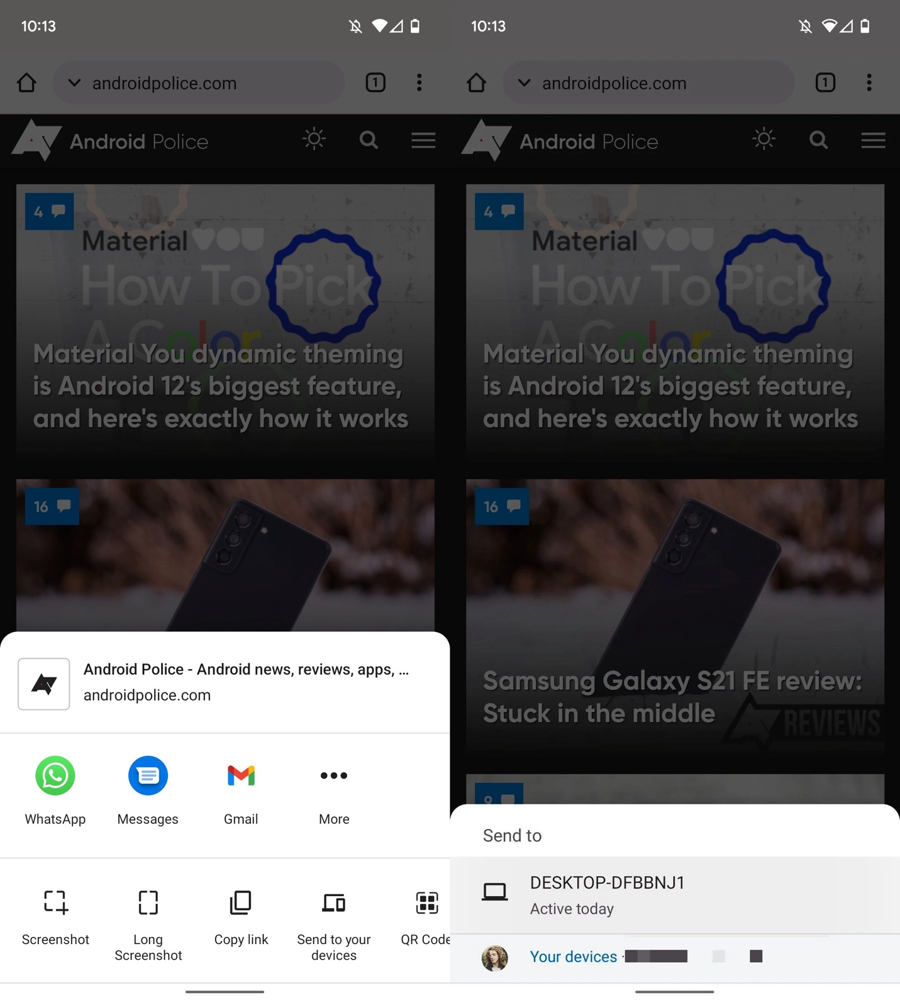 10:13
androidpolice.com
1
Android Police
4
Material YOU
How To Pick
A Color
Material You dynamic theming
is Android 12's biggest feature,
and here's exactly how it works
16
Android Police - Android news, reviews, apps, ...
androidpolice.com
WhatsApp
Messages
Gmail
More
Screenshot
Long
Screenshot
Copy link
Send to your
devices
QR Code
10:13
androidpolice.com
1
Android Police
4
Material YOU
How To Pick
A Color
Material You dynamic theming
is Android 12's biggest feature,
and here's exactly how it works
16
Samsung Galaxy S21 FE review:
Stuck in the middle
REVIEWS
Send to
DESKTOP-DFBBNJ1
Active today
Your devices ·